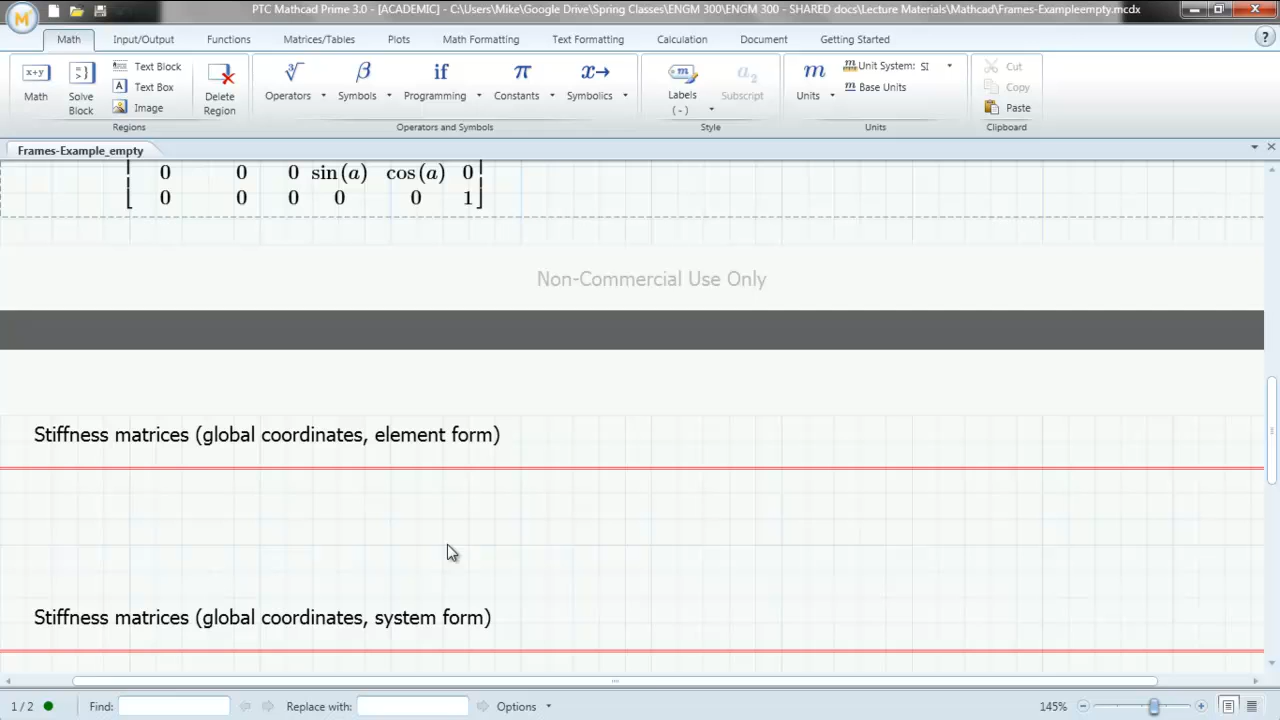 PTC Mathcad Prime 3.0 - [ACADEMIC] - C:\Users\Mike\Google Drive\Spring Classes\ENGM 300\ENGM 300 - SHARED docs\Lecture Materials\Mathcad\Frames-Exampleempty.mcdx
M
Math Input/Output Functions Matrices/Tables Plots Math Formatting Text Formatting Calculation Document Getting Started ?
x+y Math
Solve Block
Text Block
Text Box
Image
Delete Region
Regions
Operators
β Symbols
if Programming
π Constants
x→ Symbolics
Operators and Symbols
m Labels (-)
a₂ Subscript
Style
m Units
Unit System: SI
m Base Units
Units
Cut
Copy
Paste
Clipboard
Frames-Example_empty
0 0 0 sin(a) cos(a) 0
0 0 0 0 0 1
Non-Commercial Use Only
Stiffness matrices (global coordinates, element form)
Stiffness matrices (global coordinates, system form)
1 / 2 Find: Replace with: Options 145%